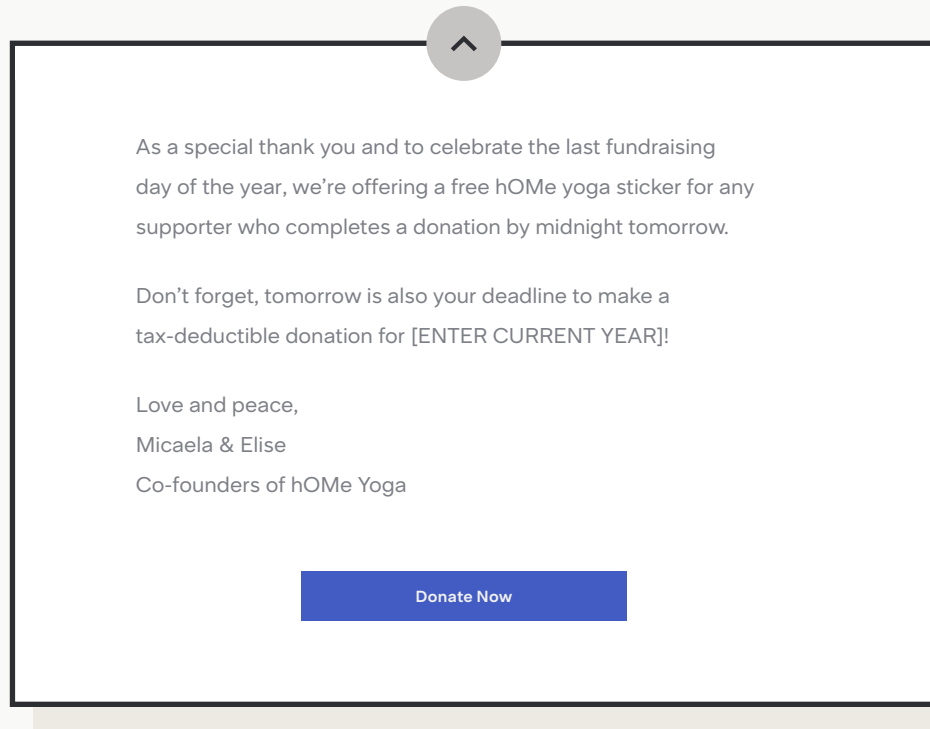 As a special thank you and to celebrate the last fundraising
day of the year, we’re offering a free hOMe yoga sticker for any
supporter who completes a donation by midnight tomorrow.
Don’t forget, tomorrow is also your deadline to make a
tax-deductible donation for [ENTER CURRENT YEAR]!
Love and peace,
Micaela & Elise
Co-founders of hOMe Yoga
Donate Now